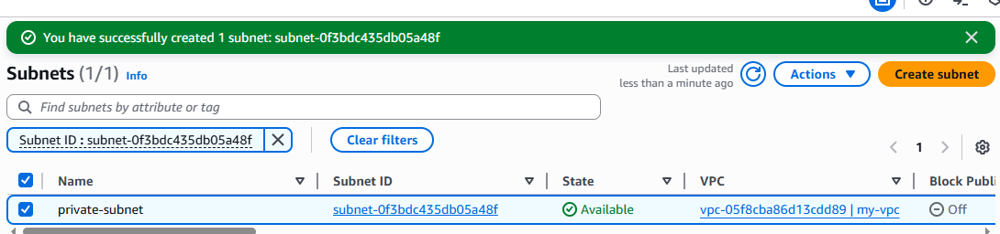 You have successfully created 1 subnet: subnet-0f3bdc435db05a48f
Subnets (1/1) Info
Last updated
less than a minute ago
Actions
Create subnet
Find subnets by attribute or tag
Subnet ID : subnet-0f3bdc435db05a48f
Clear filters
1
Name Subnet ID State VPC Block Publi
private-subnet subnet-0f3bdc435db05a48f Available vpc-05f8cba86d13cdd89 | my-vpc Off